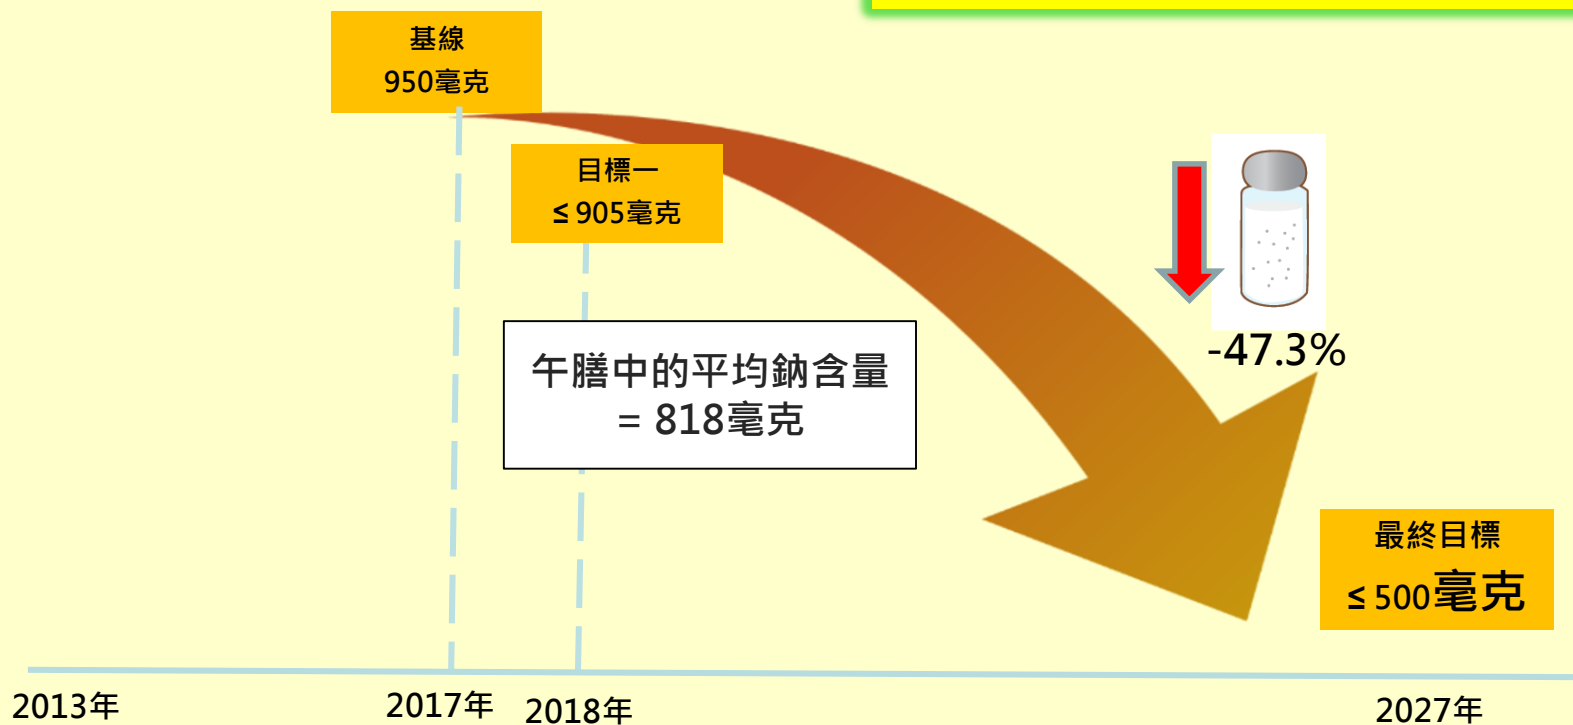 基線
950毫克
目標一
≤ 905毫克
午膳中的平均鈉含量
= 818毫克
-47.3%
最終目標
≤ 500毫克
2013年
2017年
2018年
2027年